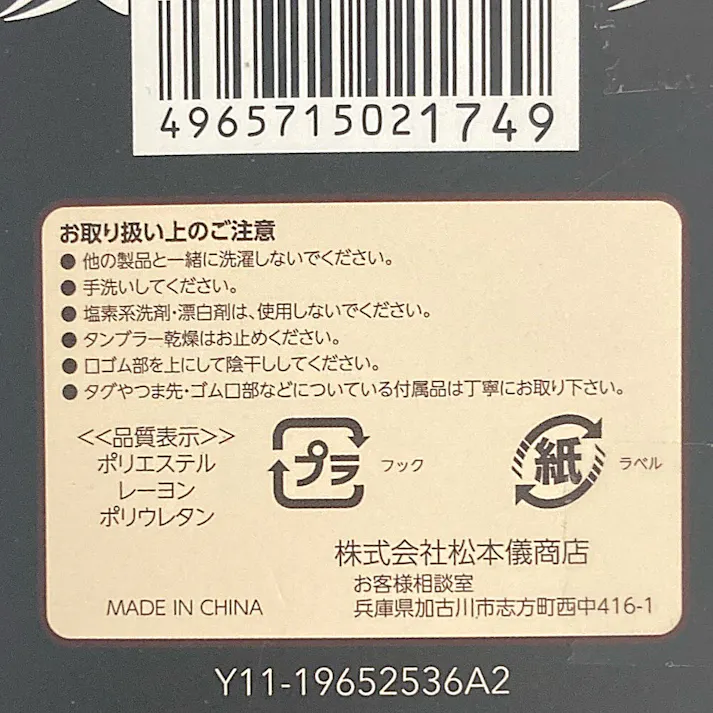 4965715021749
お取り扱い上のご注意
● 他の製品と一緒に洗濯しないでください。
● 手洗いしてください。
● 塩素系洗剤・漂白剤は、使用しないでください。
● タンブラー乾燥はお止めください。
● 口ゴム部を上にして陰干ししてください。
● タグやつま先・ゴム口部などについている付属品は丁寧にお取り下さい。
<<品質表示>>
ポリエステル
レーヨン
ポリウレタン
プラ フック
紙 ラベル
株式会社松本儀商店
お客様相談室
兵庫県加古川市志方町西中416-1
MADE IN CHINA
Y11-19652536A2